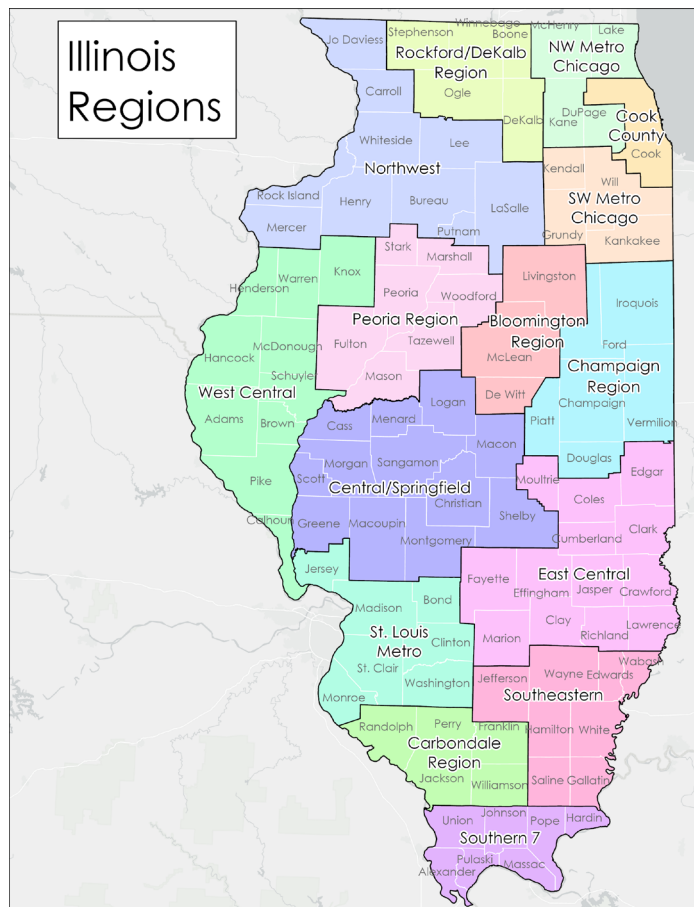 Illinois
Regions
Jo Daviess
Stephenson
Winnebago
Boone
McHenry
Lake
Rockford/DeKalb
Region
NW Metro
Chicago
Carroll
Ogle
DeKalb
Kane
DuPage
Cook
County
Cook
Whiteside
Lee
Northwest
Kendall
Will
SW Metro
Chicago
Rock Island
Henry
Bureau
LaSalle
Mercer
Putnam
Grundy
Kankakee
Stark
Marshall
Knox
Warren
Henderson
Peoria
Woodford
Livingston
Iroquois
Peoria Region
Bloomington
Region
Fulton
Tazewell
McDonough
Hancock
Schuyler
Mason
McLean
Ford
Champaign
Region
West Central
De Witt
Logan
Champaign
Adams
Brown
Cass
Menard
Macon
Piatt
Vermilion
Morgan
Sangamon
Douglas
Edgar
Pike
Scott
Central/Springfield
Moultrie
Coles
Christian
Shelby
Calhoun
Greene
Macoupin
Montgomery
Cumberland
Clark
Jersey
Fayette
East Central
Effingham
Jasper
Crawford
Madison
Bond
Clay
Richland
Lawrence
St. Louis
Metro
Clinton
Marion
St. Clair
Washington
Jefferson
Wayne
Edwards
Wabash
Southeastern
Monroe
Randolph
Perry
Franklin
Hamilton
White
Carbondale
Region
Jackson
Williamson
Saline
Gallatin
Union
Johnson
Pope
Hardin
Southern 7
Pulaski
Massac
Alexander